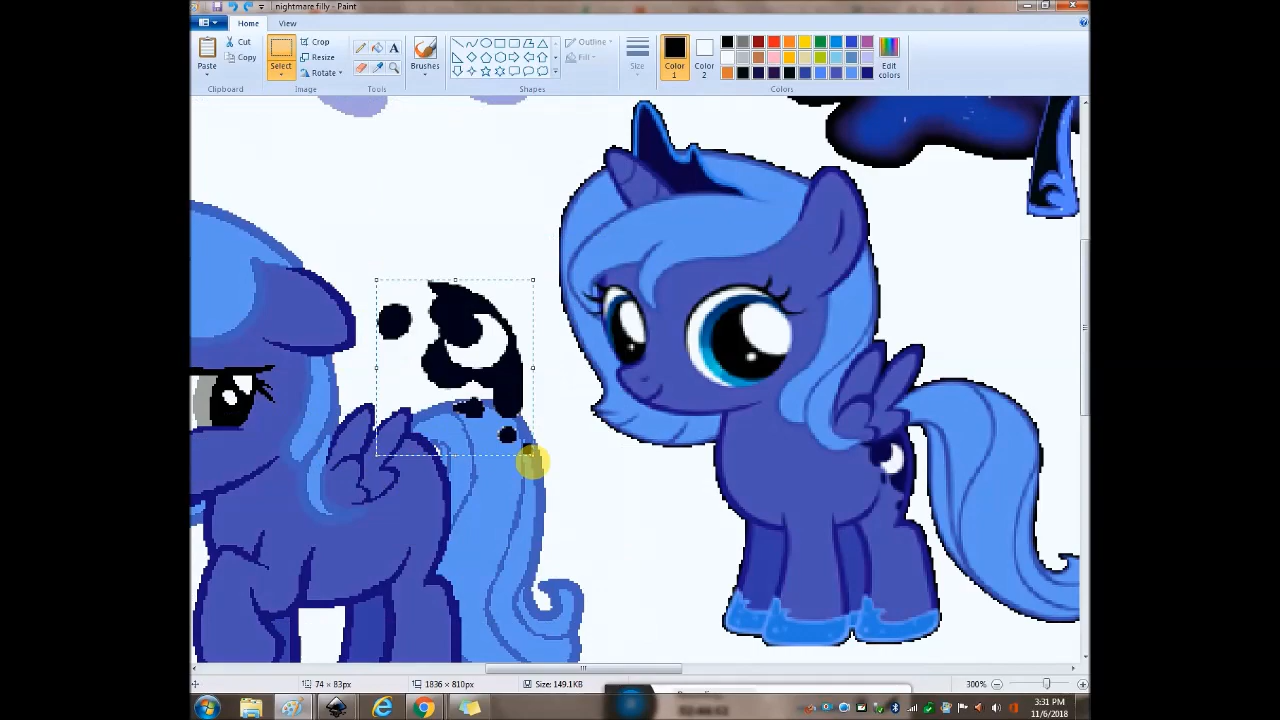 nightmare filly - Paint
Home View
Cut
Copy
Paste
Clipboard
Crop
Resize
Rotate
Select
Image
A
Tools
Brushes
Outline
Fill
Shapes
Size
Color 1
Color 2
Edit colors
Colors
74 × 83px
1836 × 810px
Size: 149.1KB
300%
3:31 PM
11/6/2018